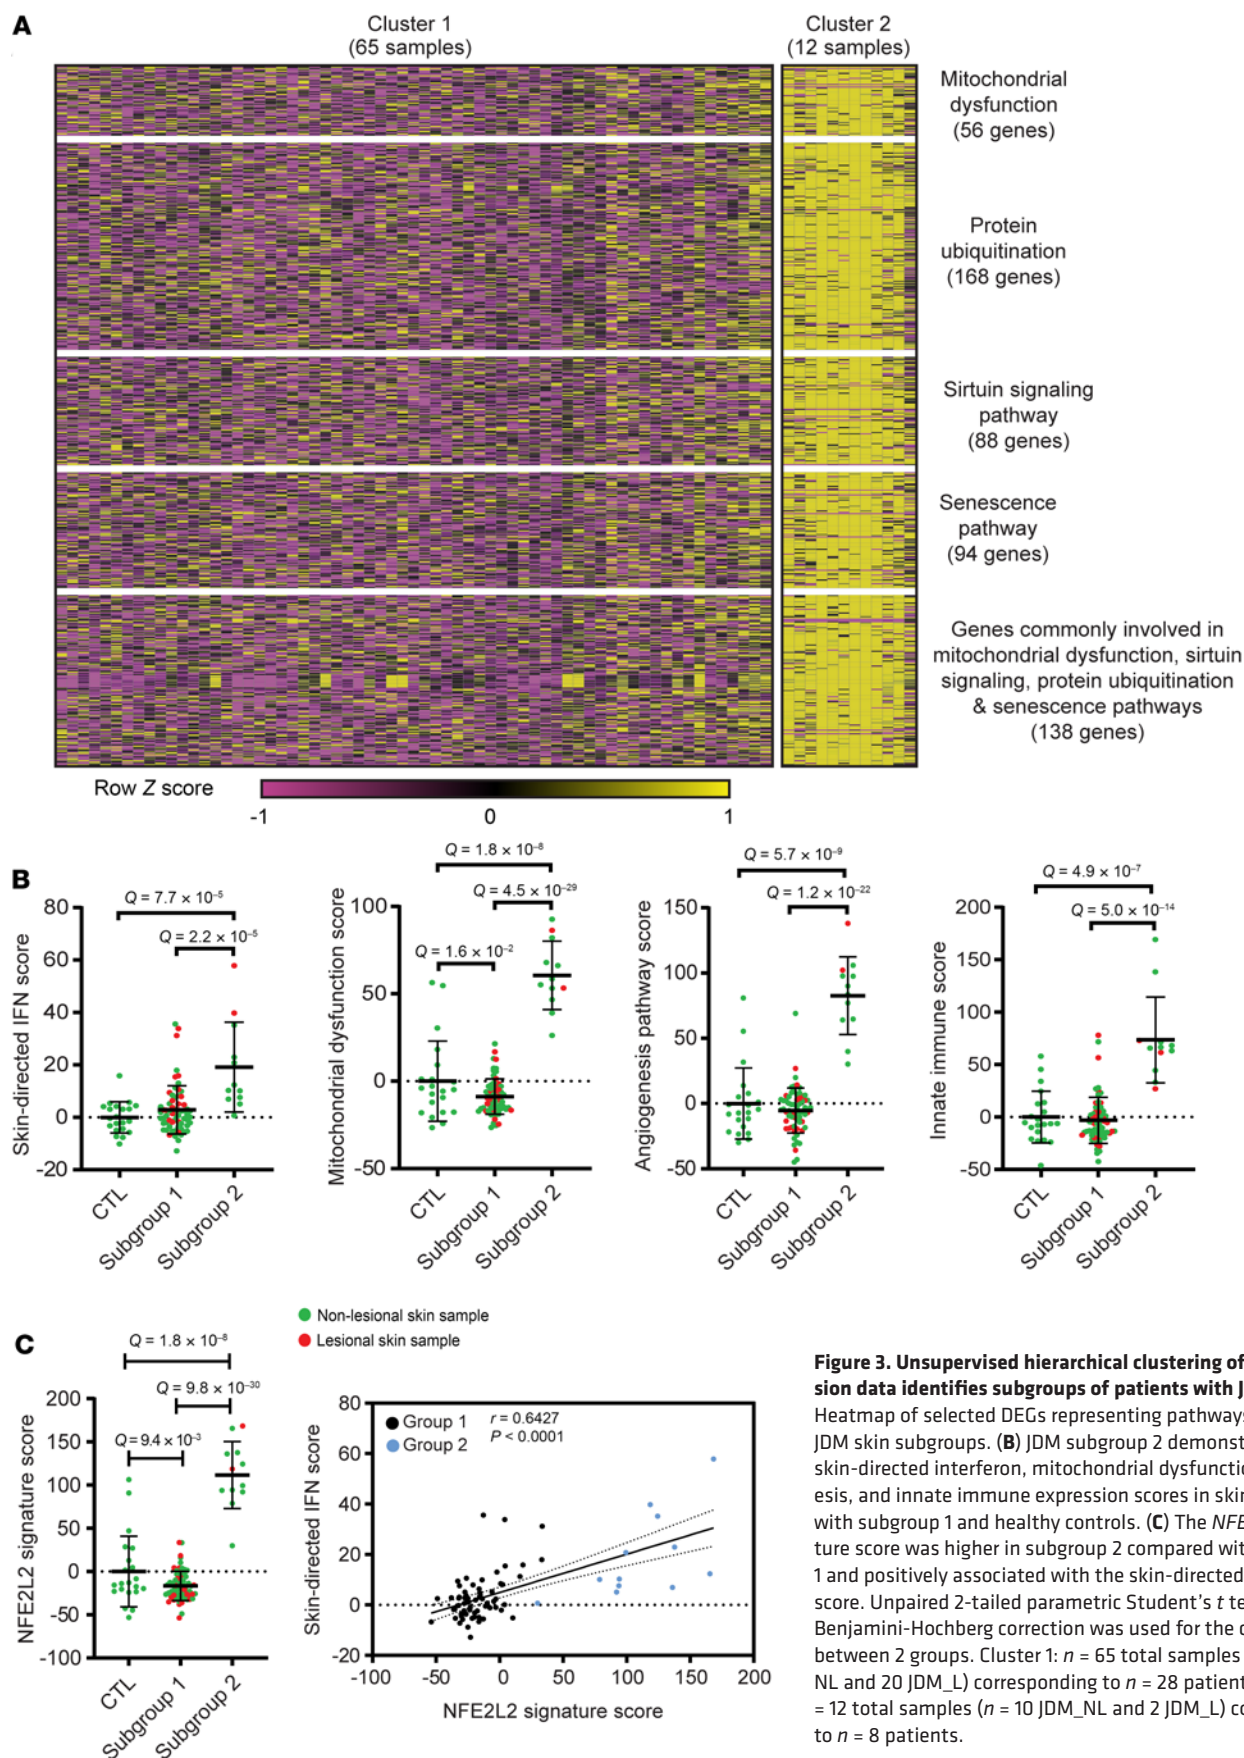 A
Cluster 1
(65 samples)
Cluster 2
(12 samples)
Mitochondrial
dysfunction
(56 genes)
Protein
ubiquitination
(168 genes)
Sirtuin signaling
pathway
(88 genes)
Senescence
pathway
(94 genes)
Genes commonly involved in
mitochondrial dysfunction, sirtuin
signaling, protein ubiquitination
& senescence pathways
(138 genes)
Row Z score
-1
0
1
B
Skin-directed IFN score
80
60
40
20
0
-20
Q = 7.7 × 10⁻⁵
Q = 2.2 × 10⁻⁵
CTL
Subgroup 1
Subgroup 2
Mitochondrial dysfunction score
100
50
0
-50
Q = 1.8 × 10⁻⁸
Q = 4.5 × 10⁻²⁹
Q = 1.6 × 10⁻²
CTL
Subgroup 1
Subgroup 2
Angiogenesis pathway score
150
100
50
0
-50
Q = 5.7 × 10⁻⁹
Q = 1.2 × 10⁻²²
CTL
Subgroup 1
Subgroup 2
Innate immune score
200
150
100
50
0
-50
Q = 4.9 × 10⁻⁷
Q = 5.0 × 10⁻¹⁴
CTL
Subgroup 1
Subgroup 2
Non-lesional skin sample
Lesional skin sample
C
NFE2L2 signature score
200
150
100
50
0
-50
-100
Q = 1.8 × 10⁻⁸
Q = 9.8 × 10⁻³⁰
Q = 9.4 × 10⁻³
CTL
Subgroup 1
Subgroup 2
Skin-directed IFN score
80
60
40
20
0
-20
Group 1
Group 2
r = 0.6427
P < 0.0001
-100
-50
0
50
100
150
200
NFE2L2 signature score
Figure 3. Unsupervised hierarchical clustering of
sion data identifies subgroups of patients with J
Heatmap of selected DEGs representing pathways
JDM skin subgroups. (B) JDM subgroup 2 demonst
skin-directed interferon, mitochondrial dysfunctio
esis, and innate immune expression scores in skin
with subgroup 1 and healthy controls. (C) The NFE
ture score was higher in subgroup 2 compared wit
1 and positively associated with the skin-directed
score. Unpaired 2-tailed parametric Student's t te
Benjamini-Hochberg correction was used for the c
between 2 groups. Cluster 1: n = 65 total samples
NL and 20 JDM_L) corresponding to n = 28 patient
= 12 total samples (n = 10 JDM_NL and 2 JDM_L) co
to n = 8 patients.